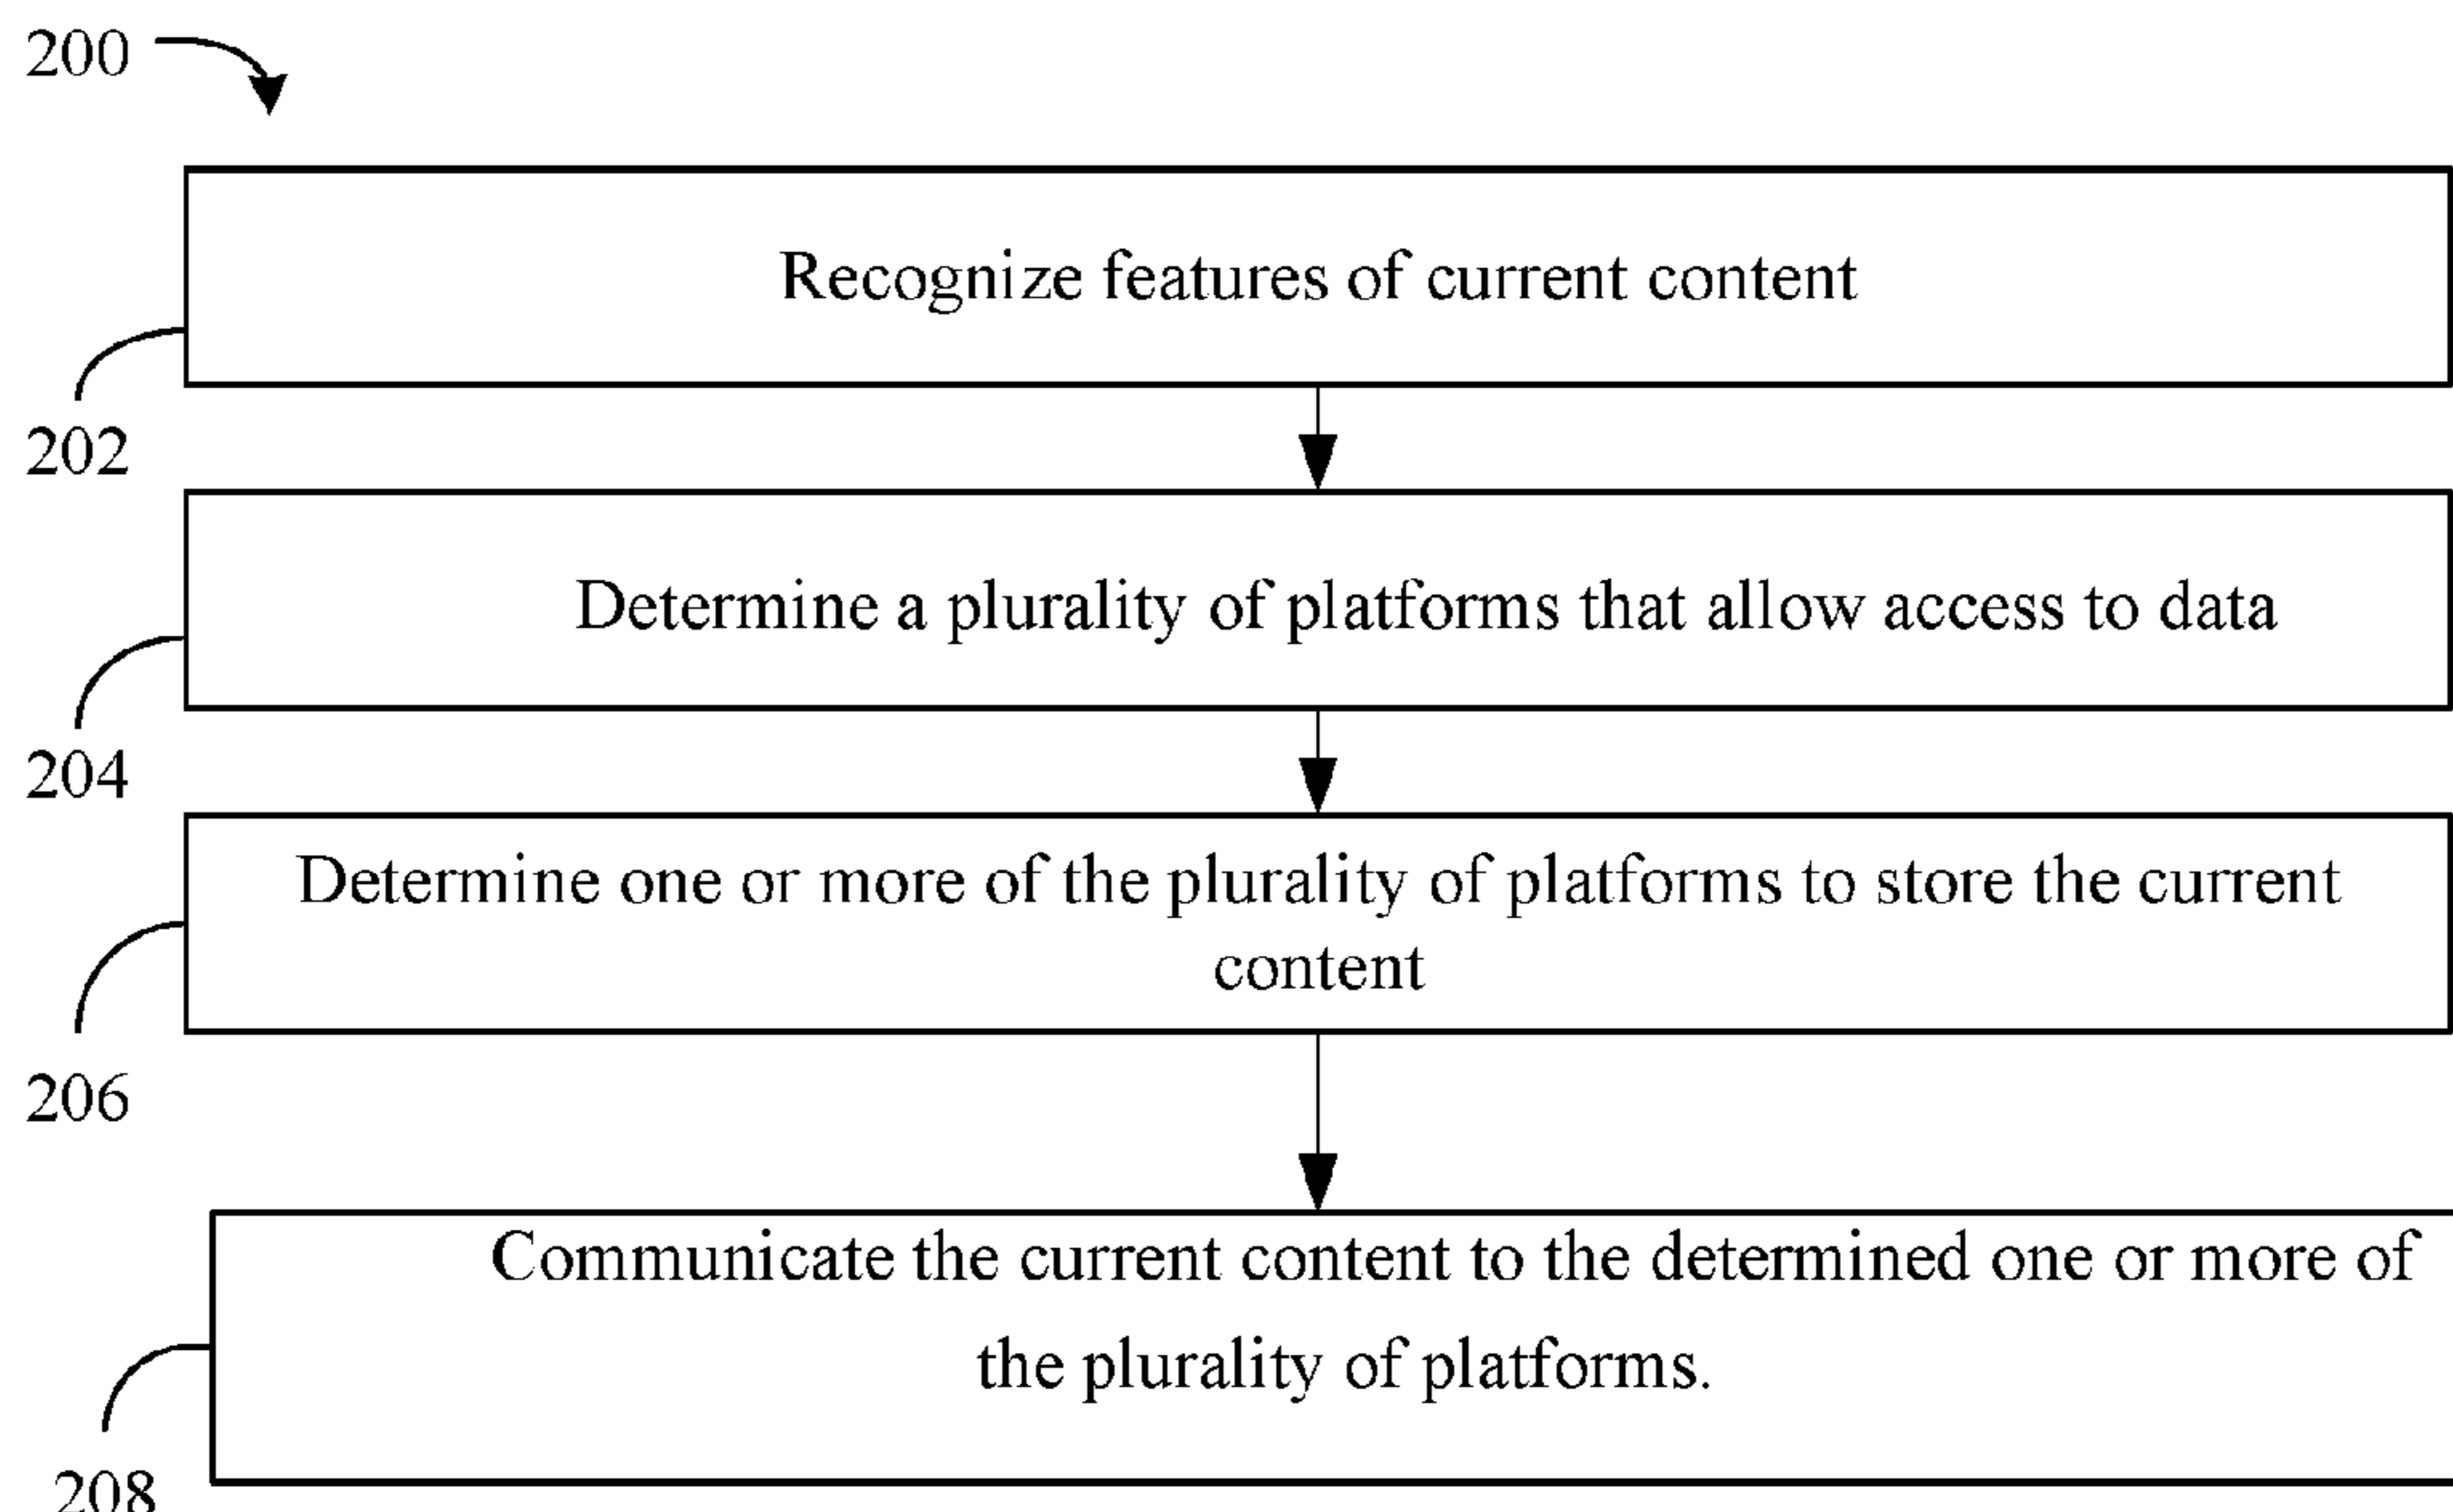 200
Recognize features of current content
202
Determine a plurality of platforms that allow access to data
204
Determine one or more of the plurality of platforms to store the current
content
206
Communicate the current content to the determined one or more of
the plurality of platforms.
208